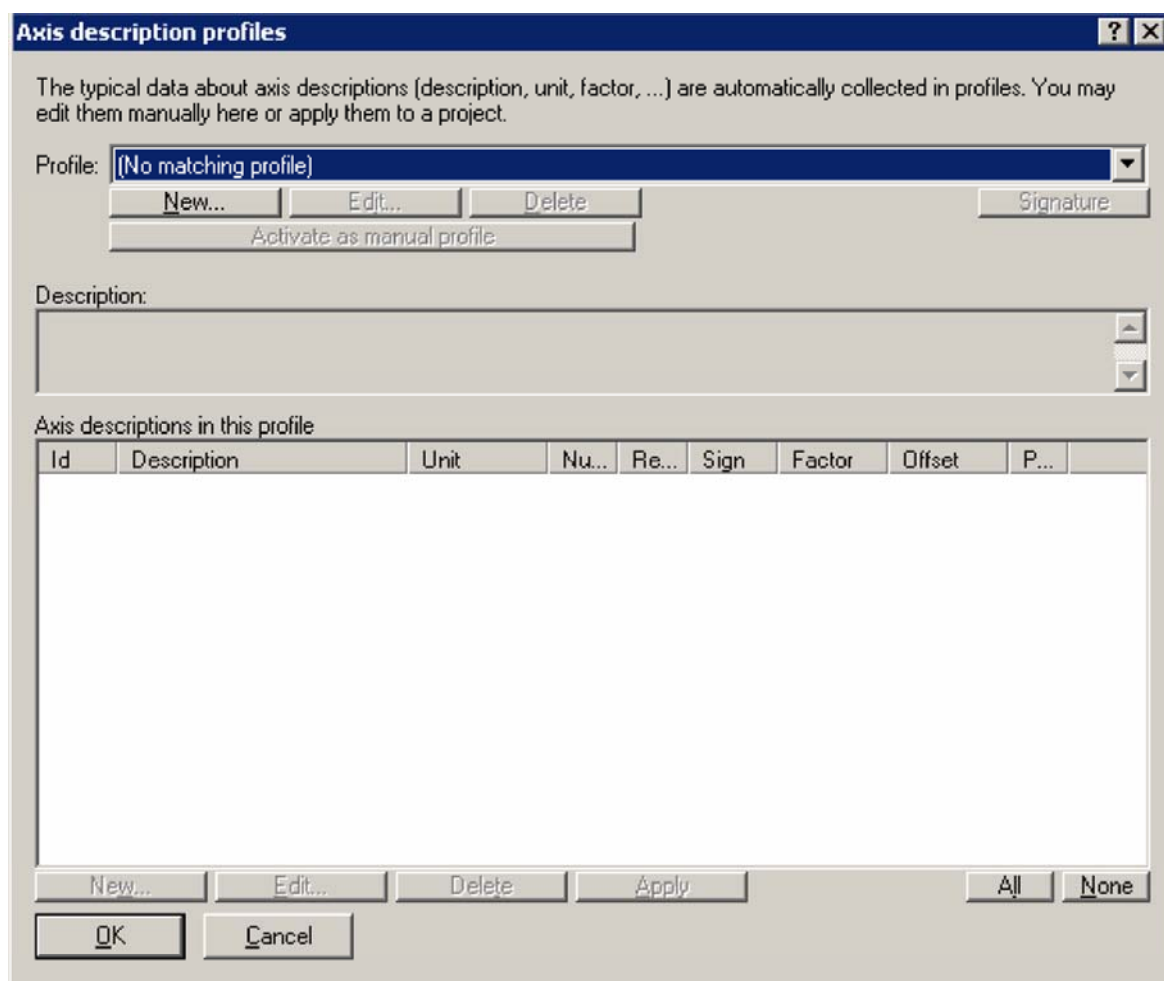 Axis description profiles
The typical data about axis descriptions (description, unit, factor, ...) are automatically collected in profiles. You may
edit them manually here or apply them to a project.
Profile: (No matching profile)
New... Edit... Delete Signature
Activate as manual profile
Description:
Axis descriptions in this profile
Id Description Unit Nu... Re... Sign Factor Offset P...
New... Edit... Delete Apply All None
OK Cancel